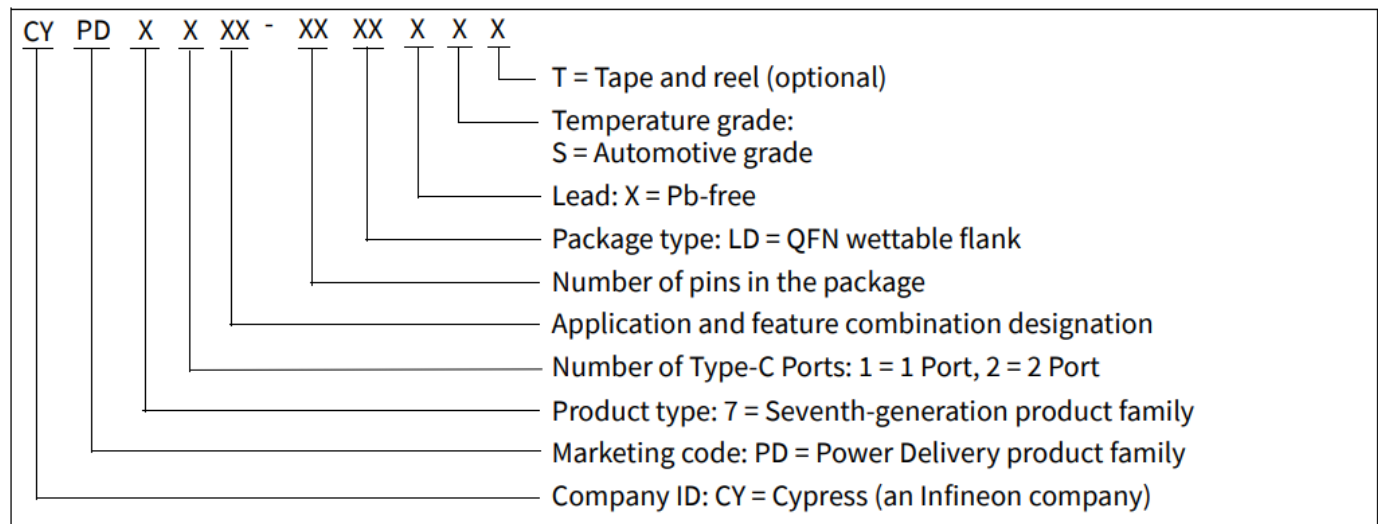 CY PD X X XX - XX XX X X X
T = Tape and reel (optional)
Temperature grade:
S = Automotive grade
Lead: X = Pb-free
Package type: LD = QFN wettable flank
Number of pins in the package
Application and feature combination designation
Number of Type-C Ports: 1 = 1 Port, 2 = 2 Port
Product type: 7 = Seventh-generation product family
Marketing code: PD = Power Delivery product family
Company ID: CY = Cypress (an Infineon company)